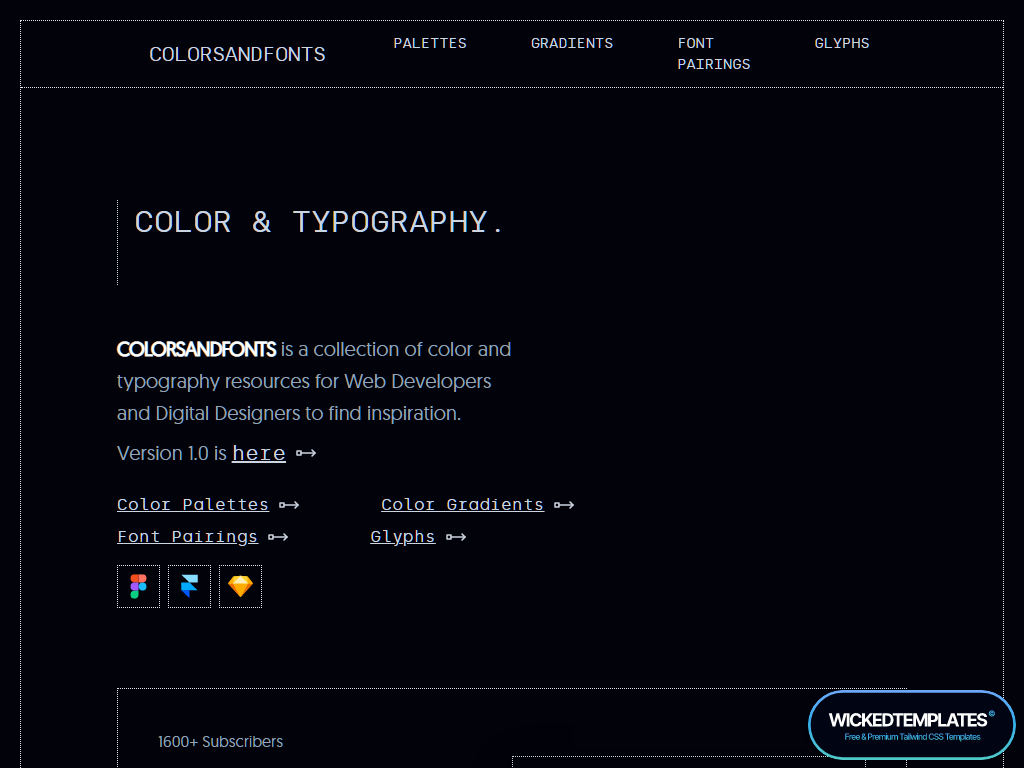 COLORSANDFONTS
PALETTES
GRADIENTS
FONT
PAIRINGS
GLYPHS
COLOR & TYPOGRAPHY.
COLORSANDFONTS is a collection of color and
typography resources for Web Developers
and Digital Designers to find inspiration.
Version 1.0 is here
Color Palettes
Color Gradients
Font Pairings
Glyphs
1600+ Subscribers
WICKEDTEMPLATES©
Free & Premium Tailwind CSS Templates